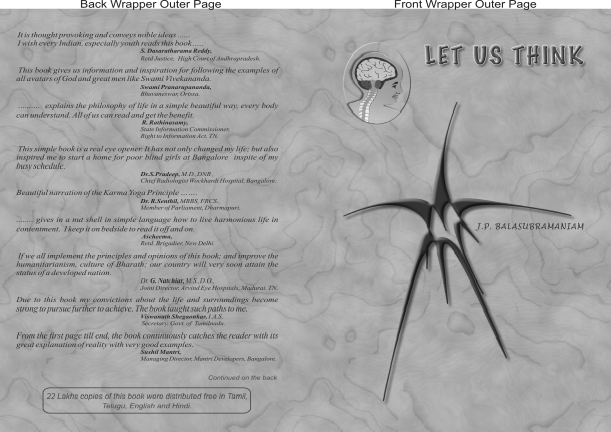 Back Wrapper Outer Page
Front Wrapper Outer Page
It is thought provoking and conveys noble ideas ......
I wish every Indian, especially youth reads this book ....
S. Dasaratharama Reddy,
Retd Justice, High Court of Andhrapradesh.
This book gives us information and inspiration for following the examples of
all avatars of God and great men like Swami Vivekananda.
Swami Pranarupananda,
Bhuvaneswar, Orissa.
........... explains the philosophy of life in a simple beautiful way, every body
can understand. All of us can read and get the benefit.
R. Rathinasamy,
State Information Commissioner,
Right to Information Act. TN.
This simple book is a real eye opener. It has not only changed my life; but also
inspired me to start a home for poor blind girls at Bangalore inspite of my
busy schedule.
Dr.S.Pradeep, M.D., DNB.,
Chief Radiologist Wockhardt Hospital, Bangalore.
Beautiful narration of the Karma Yoga Principle .......
Dr. R.Senthil, MBBS, FRCS.,
Member of Parliament, Dharmapuri.
....... gives in a nut shell in simple language how to live harmonious life in
contentment. I keep it on bedside to read it off and on.
Retd. Brigadier, New Delhi
If we all implement the principles and opinions of this book; and improve the
humanitarianism, culture of Bharath; our country will very soon attain the
status of a developed nation.
Dr. G. Natchiar, M.S.,D.O.,
Joint Director, Arvind Eye Hospitals, Madurai. TN.
Due to this book my convictions about the life and surroundings become
strong to pursue further to achieve. The book taught such paths to me.
Viswanath Shegaonkar, I.A.S.
Secretary, Govt. of Tamilnadu.
From the first page till end, the book continuously catches the reader with its
great explanation of reality with very good examples.
Sushil Mantri,
Managing Director, Mantri Developers, Bangalore.
Continued on the back
22 Lakhs copies of this book were distributed free in Tamil,
Telugu, English and Hindi.
LET US THINK
J.P. BALASUBRAMANIAM